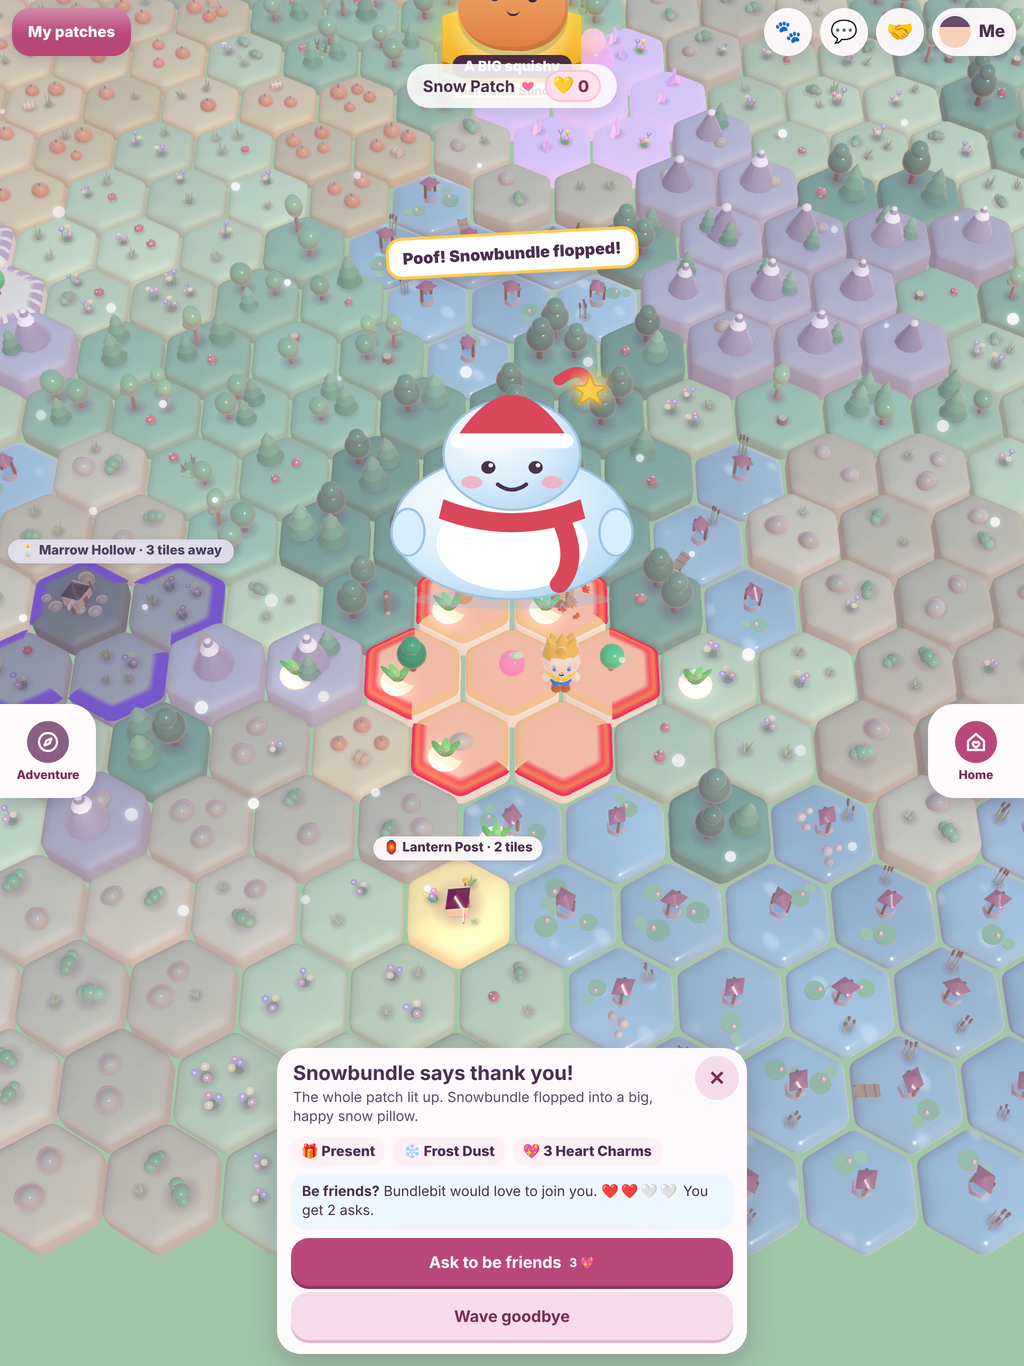 My patches
A BIG squishy
Snow Patch
0
Me
Poof! Snowbundle flopped!
Marrow Hollow · 3 tiles away
Adventure
Home
Lantern Post · 2 tiles
Snowbundle says thank you!
The whole patch lit up. Snowbundle flopped into a big,
happy snow pillow.
Present
Frost Dust
3 Heart Charms
Be friends? Bundlebit would love to join you. You
get 2 asks.
Ask to be friends 3
Wave goodbye